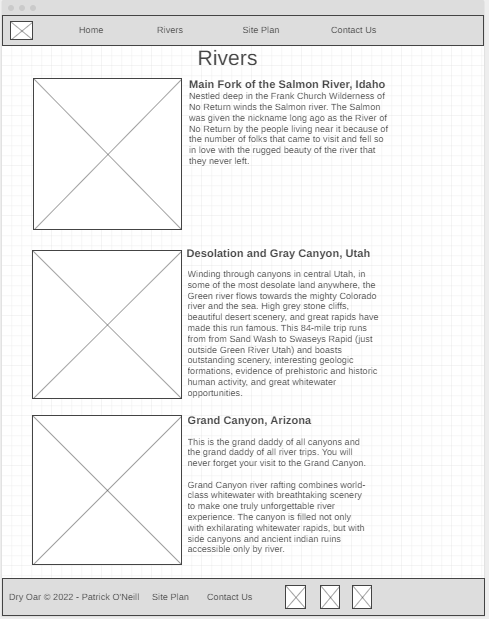 Home Rivers Site Plan Contact Us
Rivers
Main Fork of the Salmon River, Idaho
Nestled deep in the Frank Church Wilderness of
No Return winds the Salmon river. The Salmon
was given the nickname long ago as the River of
No Return by the people living near it because of
the number of folks that came to visit and fell so
in love with the rugged beauty of the river that
they never left.
Desolation and Gray Canyon, Utah
Winding through canyons in central Utah, in
some of the most desolate land anywhere, the
Green river flows towards the mighty Colorado
river and the sea. High grey stone cliffs,
beautiful desert scenery, and great rapids have
made this run famous. This 84-mile trip runs
from from Sand Wash to Swaseys Rapid (just
outside Green River Utah) and boasts
outstanding scenery, interesting geologic
formations, evidence of prehistoric and historic
human activity, and great whitewater
opportunities.
Grand Canyon, Arizona
This is the grand daddy of all canyons and
the grand daddy of all river trips. You will
never forget your visit to the Grand Canyon.
Grand Canyon river rafting combines world-
class whitewater with breathtaking scenery
to make one truly unforgettable river
experience. The canyon is filled not only
with exhilarating whitewater rapids, but with
side canyons and ancient indian ruins
accessible only by river.
Dry Oar © 2022 - Patrick O'Neill Site Plan Contact Us